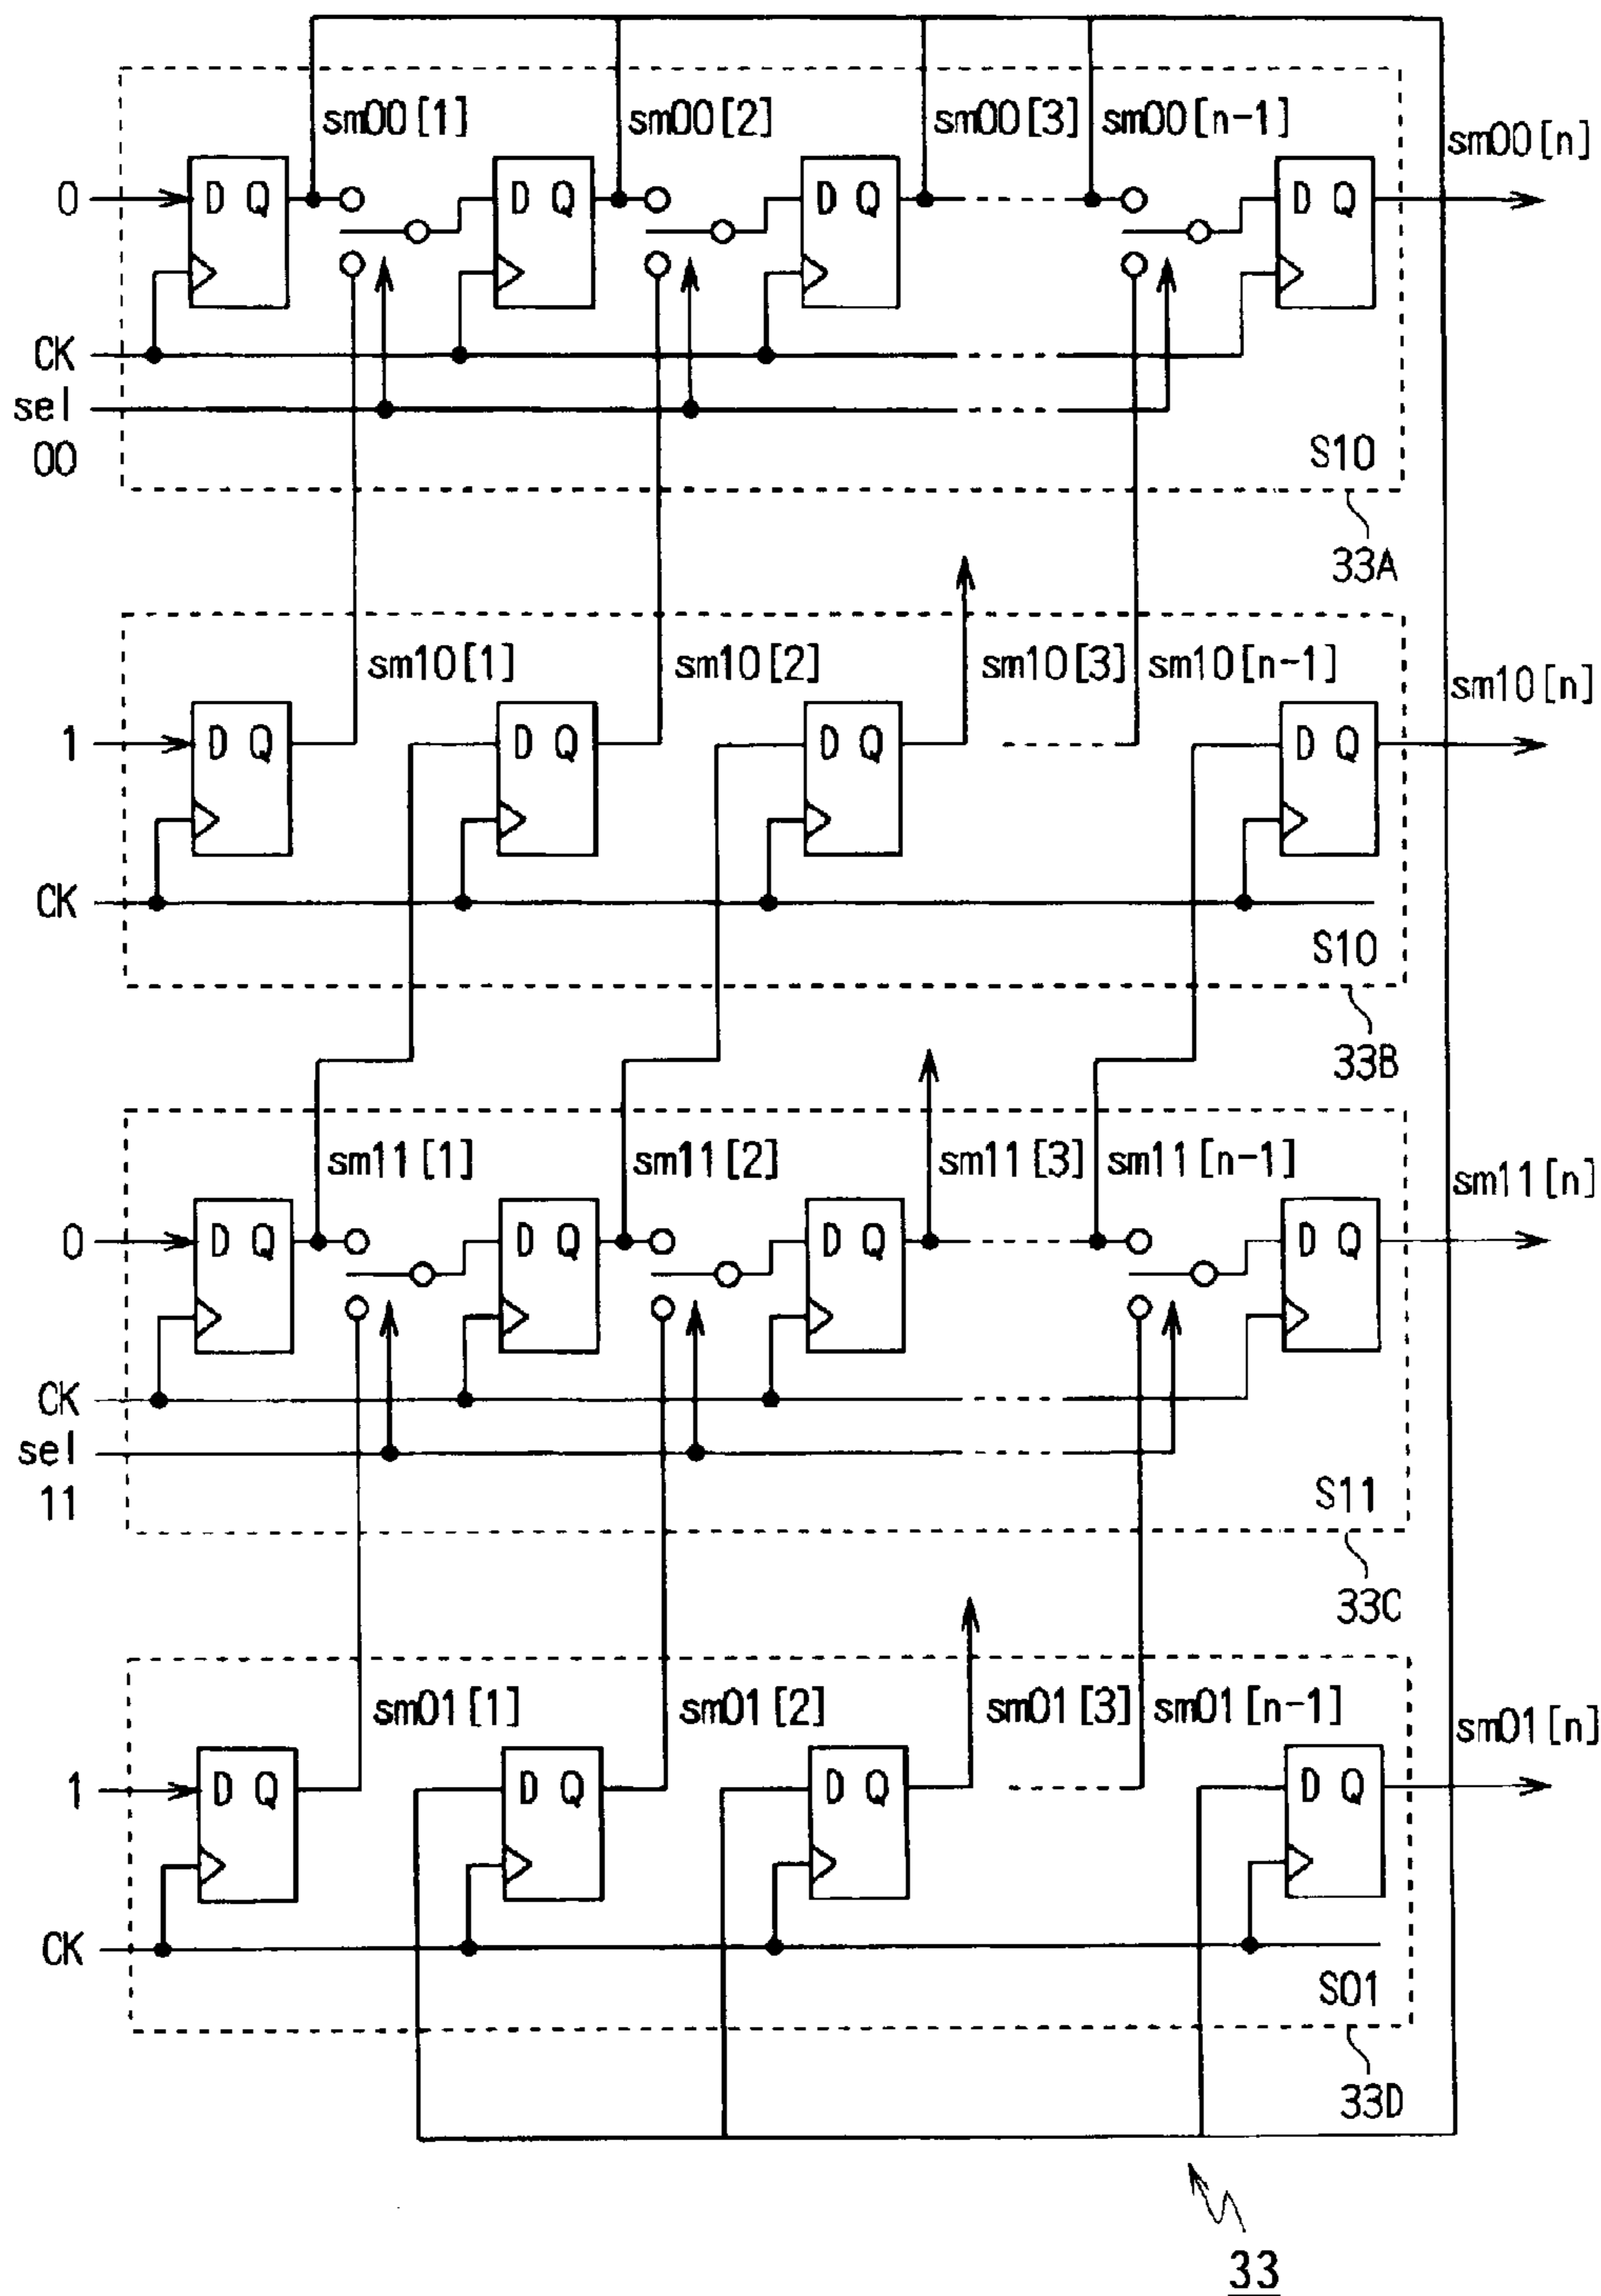 sm00[1] sm00[2] sm00[3] sm00[n-1] sm00[n]
0 D Q D Q D Q D Q
CK
sel
00
S10
33A
sm10[1] sm10[2] sm10[3] sm10[n-1] sm10[n]
1 D Q D Q D Q D Q
CK
S10
33B
sm11[1] sm11[2] sm11[3] sm11[n-1] sm11[n]
0 D Q D Q D Q D Q
CK
sel
11
S11
33C
sm01[1] sm01[2] sm01[3] sm01[n-1] sm01[n]
1 D Q D Q D Q D Q
CK
S01
33D
33